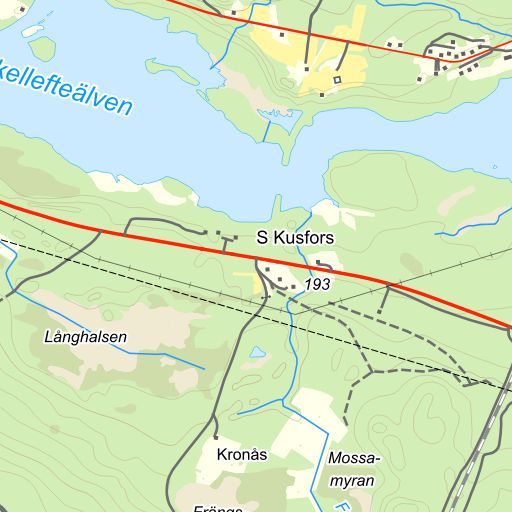 kellefteälven
S Kusfors
193
Långhalsen
Kronås
Mossa-
myran